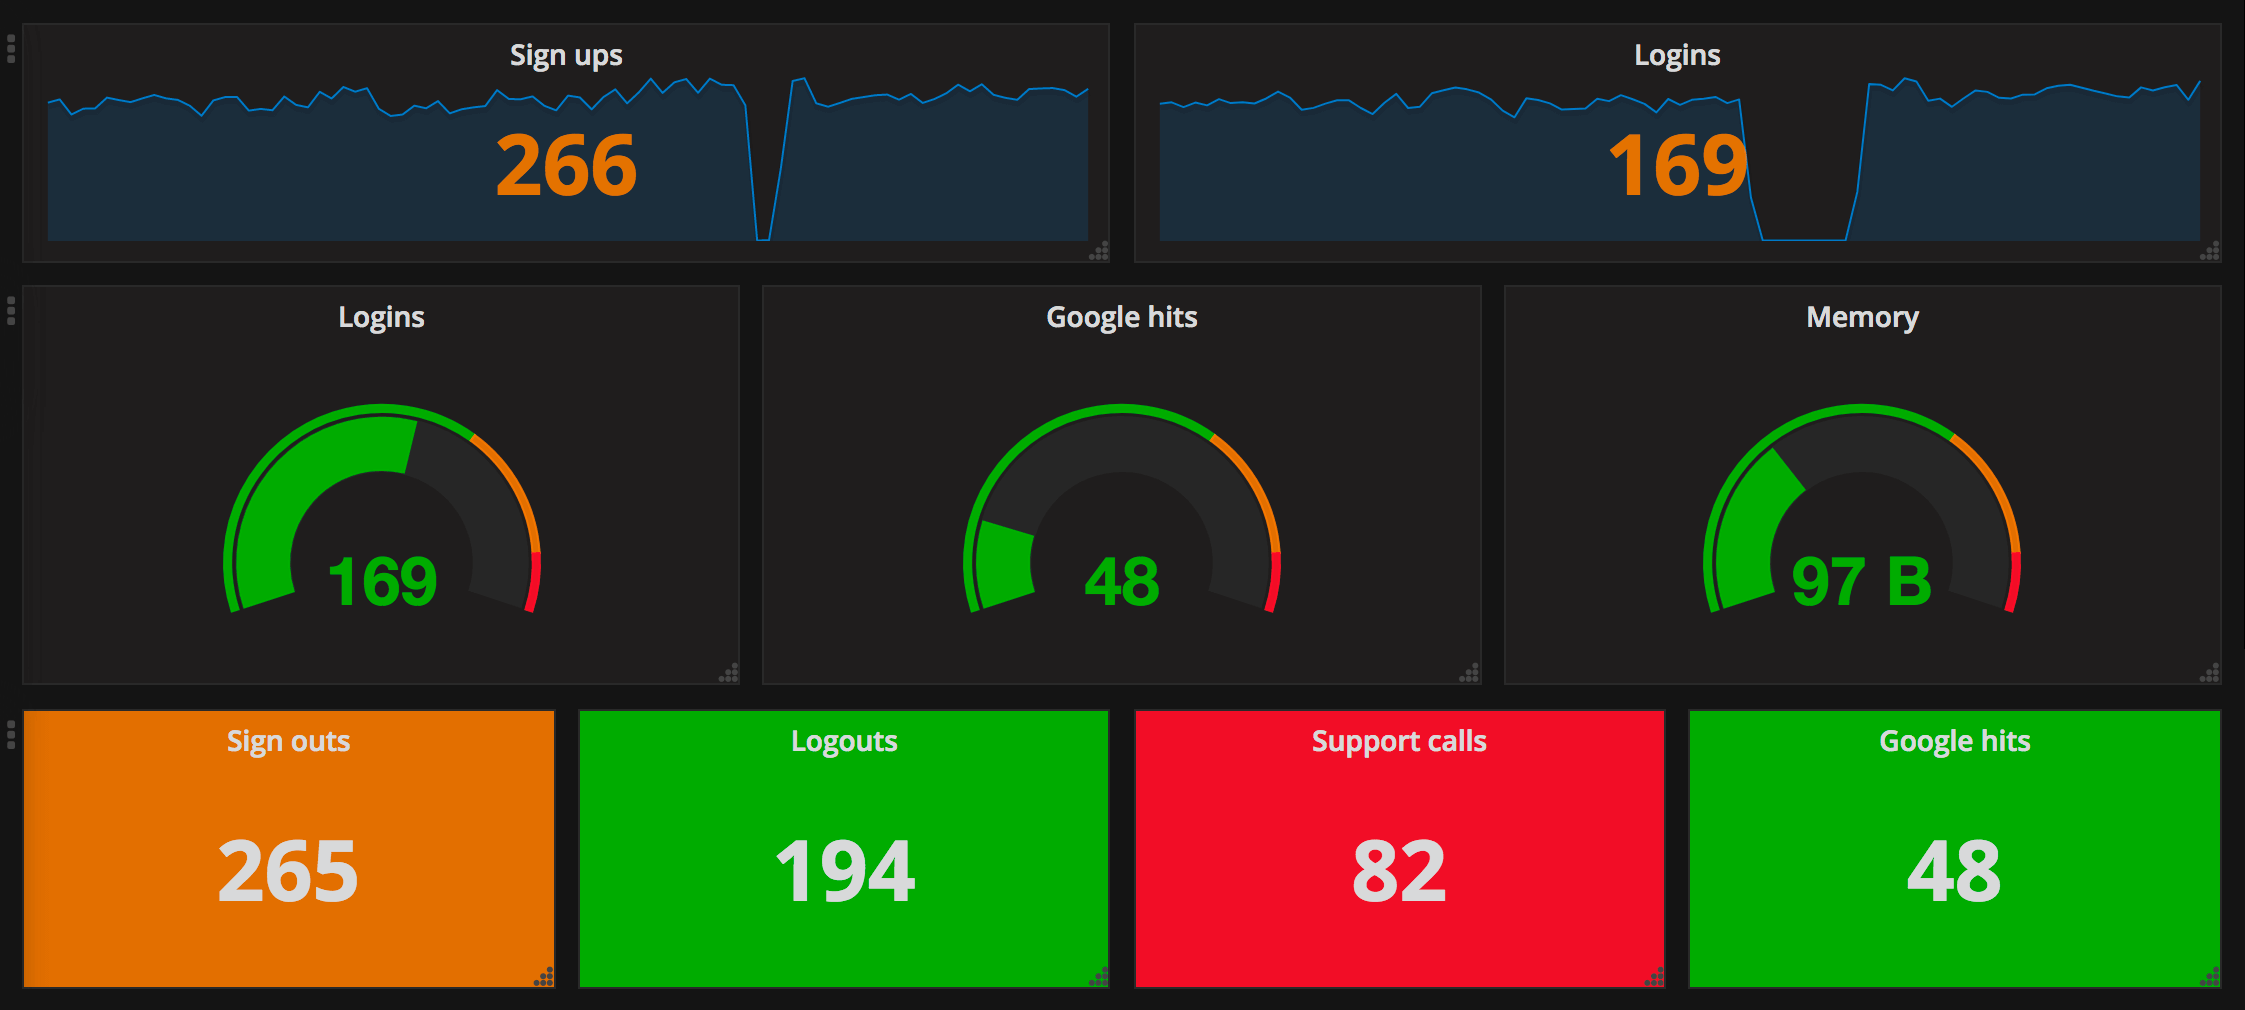 Sign ups
266
Logins
169
Logins
169
Google hits
48
Memory
97 B
Sign outs
265
Logouts
194
Support calls
82
Google hits
48